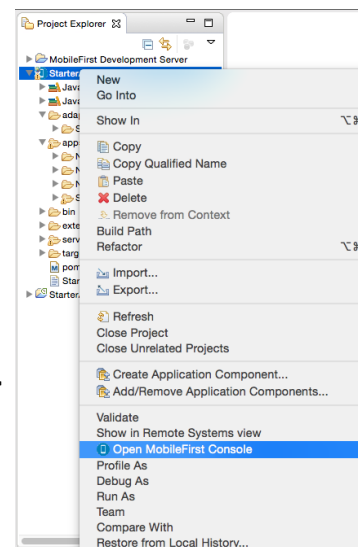 Project Explorer
MobileFirst Development Server
Starter
Java
Java
ada
S
app
S
bin
exte
serv
targ
pom
Star
Starter
New
Go Into
Show In ⌥⌘
Copy
Copy Qualified Name
Paste
Delete
Remove from Context
Build Path
Refactor ⌥⌘
Import...
Export...
Refresh
Close Project
Close Unrelated Projects
Create Application Component...
Add/Remove Application Components...
Validate
Show in Remote Systems view
Open MobileFirst Console
Profile As
Debug As
Run As
Team
Compare With
Restore from Local History...